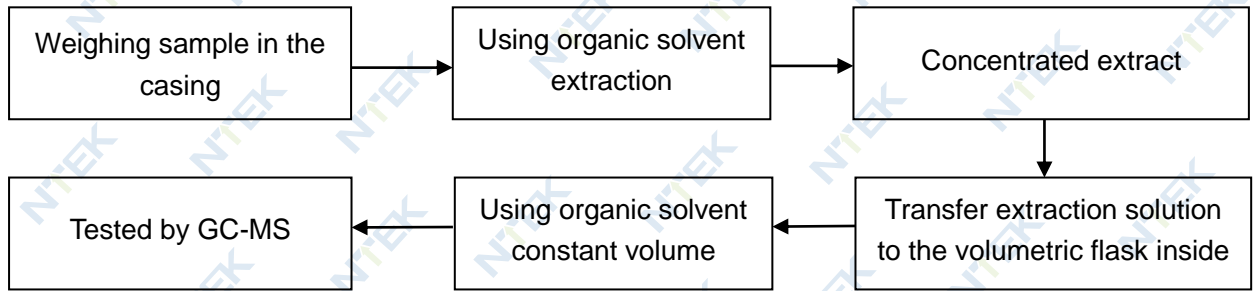 Weighing sample in the
casing
Using organic solvent
extraction
Concentrated extract
Transfer extraction solution
to the volumetric flask inside
Using organic solvent
constant volume
Tested by GC-MS
NTEK